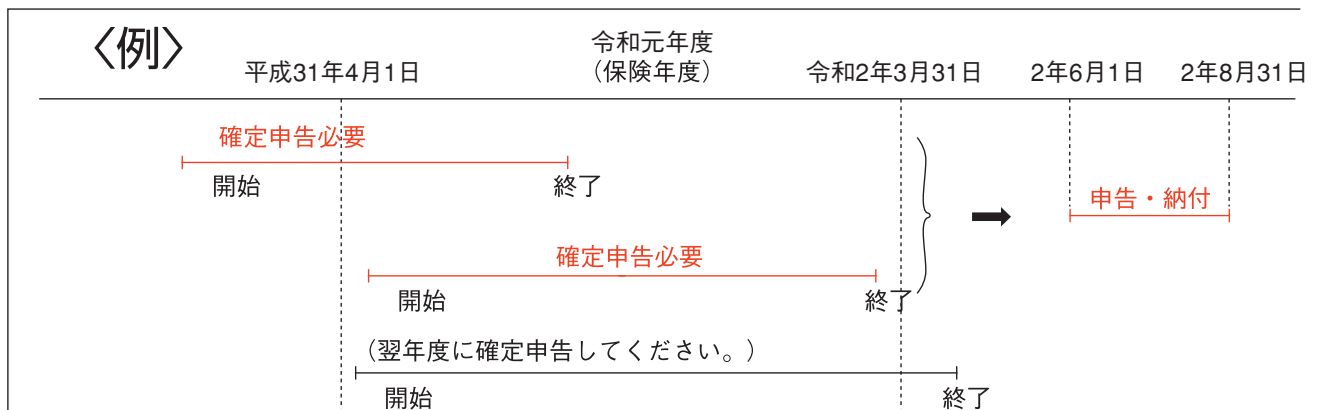 〈例〉
令和元年度
(保険年度)
平成31年4月1日
令和2年3月31日
2年6月1日
2年8月31日
確定申告必要
開始
終了
申告・納付
確定申告必要
開始
終了
(翌年度に確定申告してください。)
開始
終了